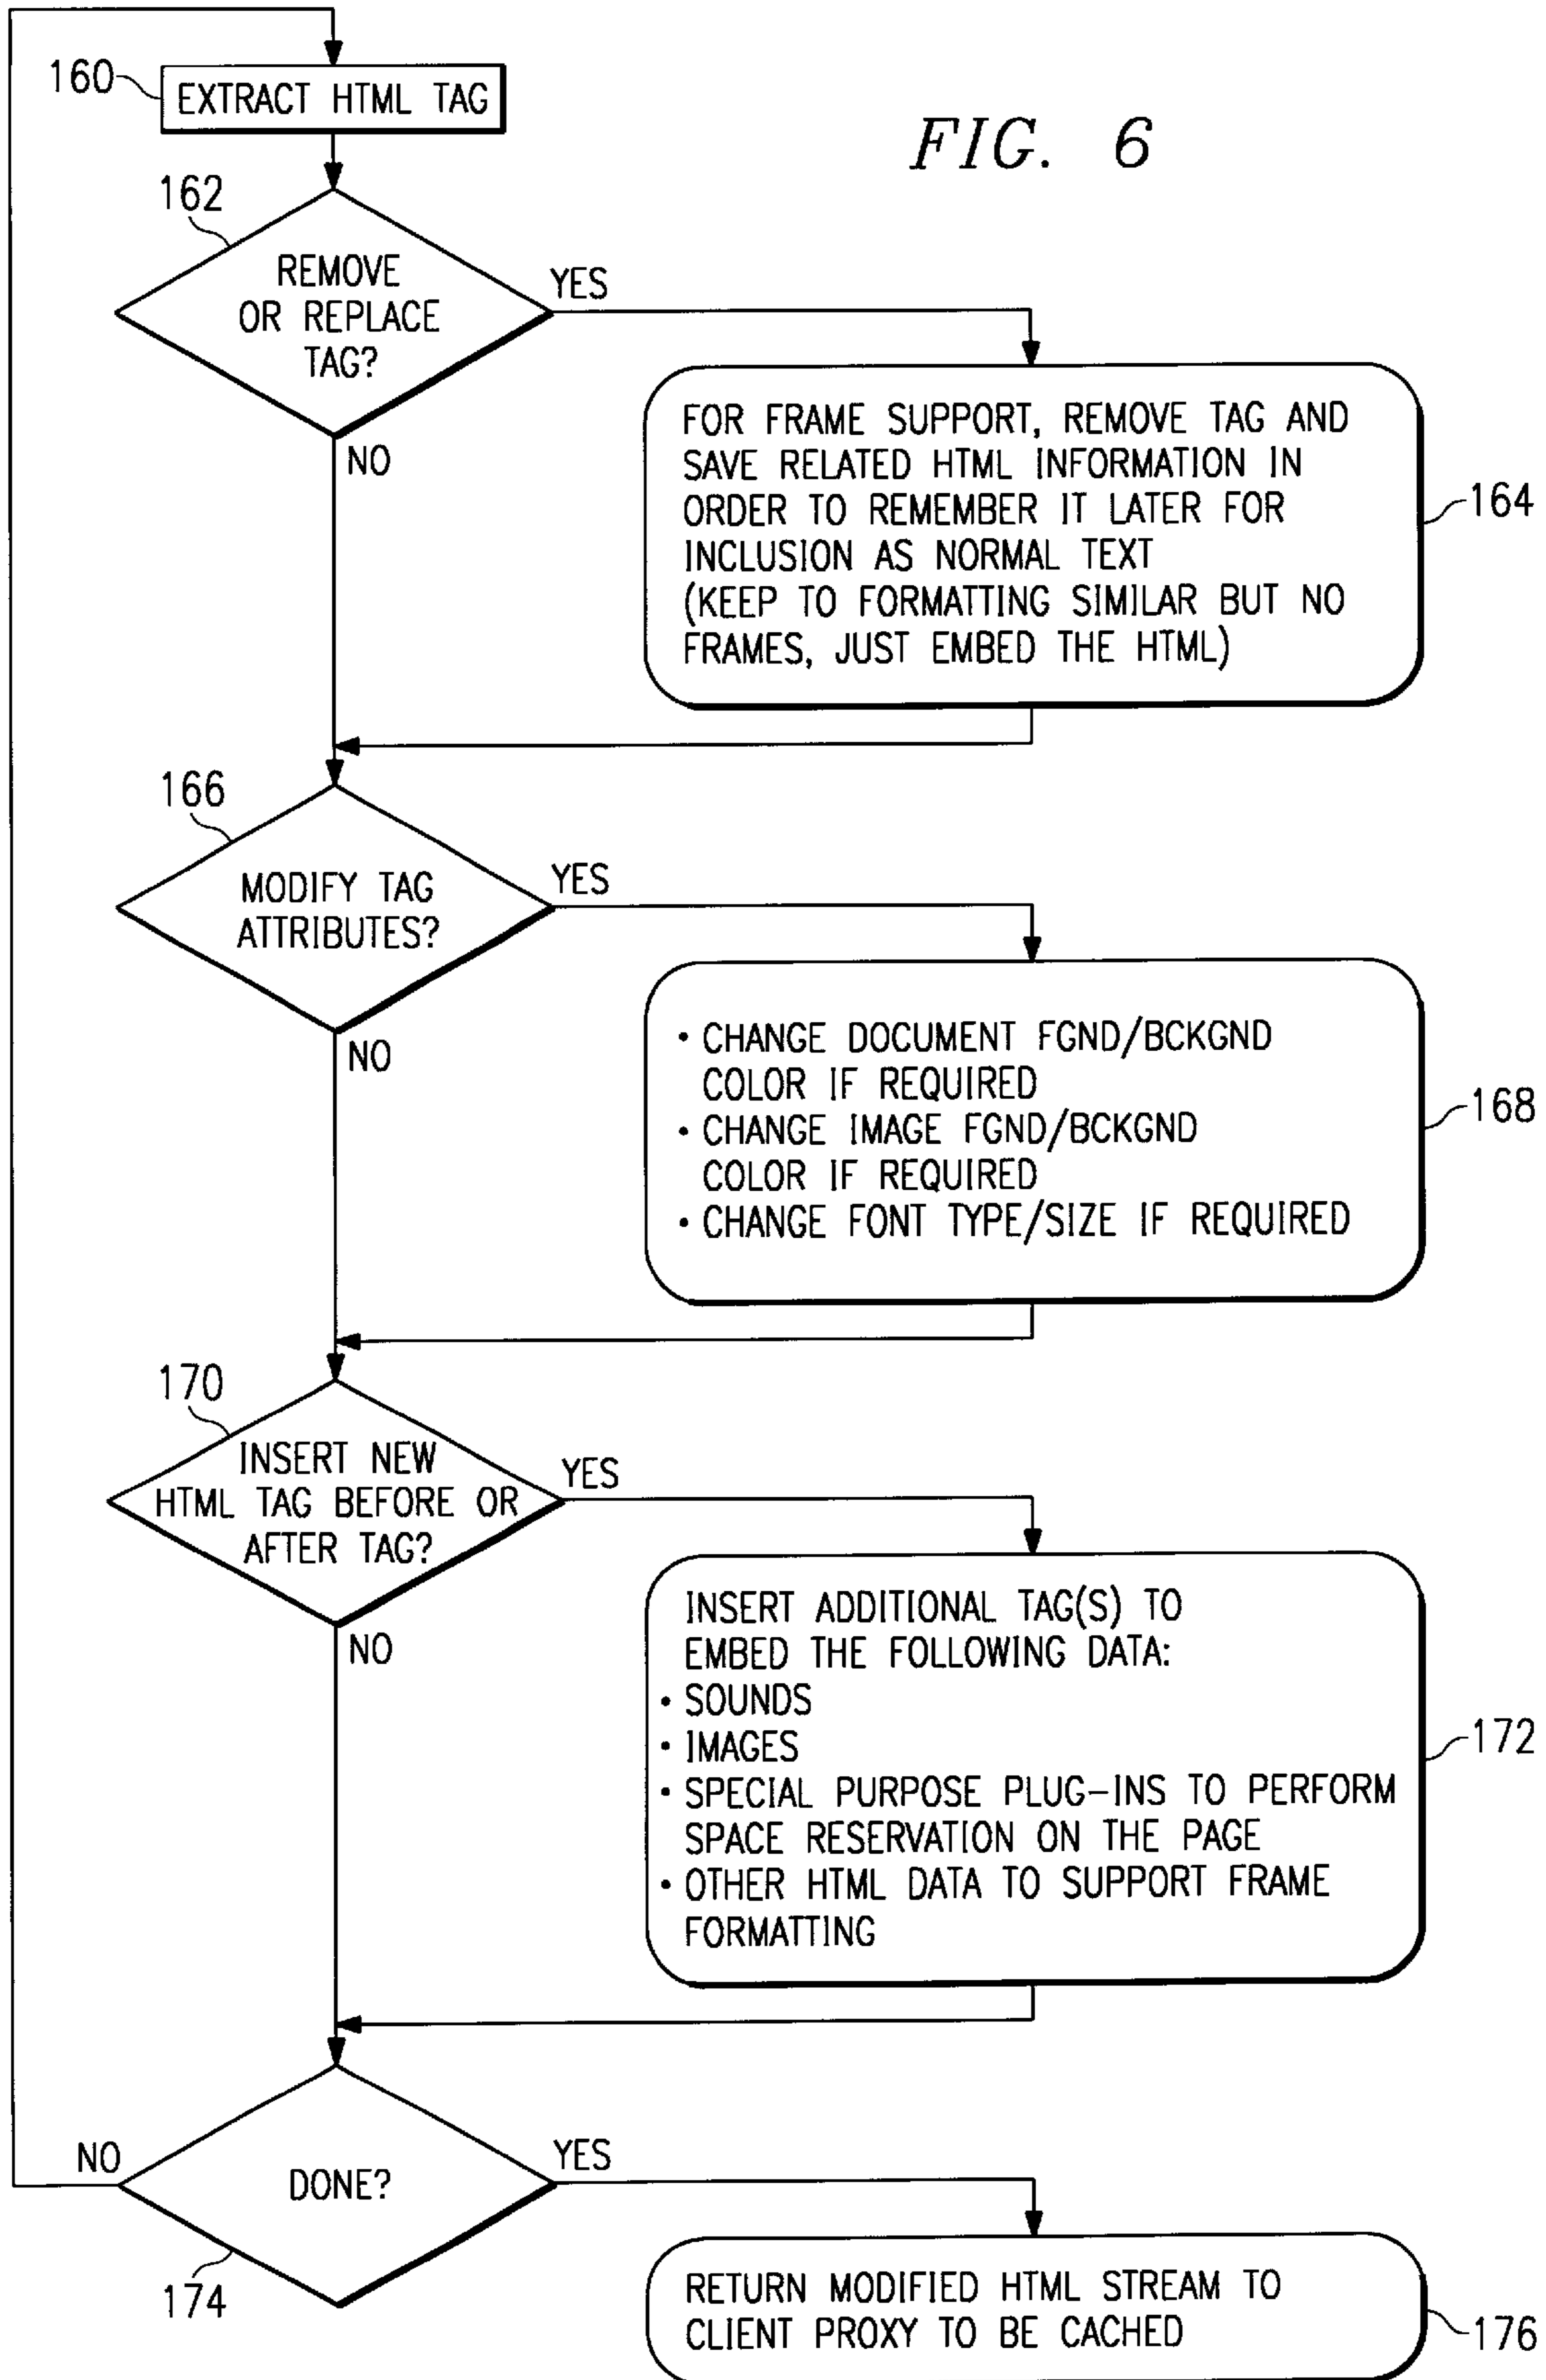 160
EXTRACT HTML TAG
FIG. 6
162
REMOVE
OR REPLACE
TAG?
YES
NO
FOR FRAME SUPPORT, REMOVE TAG AND
SAVE RELATED HTML INFORMATION IN
ORDER TO REMEMBER IT LATER FOR
INCLUSION AS NORMAL TEXT
(KEEP TO FORMATTING SIMILAR BUT NO
FRAMES, JUST EMBED THE HTML)
164
166
MODIFY TAG
ATTRIBUTES?
YES
NO
• CHANGE DOCUMENT FGND/BCKGND
COLOR IF REQUIRED
• CHANGE IMAGE FGND/BCKGND
COLOR IF REQUIRED
• CHANGE FONT TYPE/SIZE IF REQUIRED
168
170
INSERT NEW
HTML TAG BEFORE OR
AFTER TAG?
YES
NO
INSERT ADDITIONAL TAG(S) TO
EMBED THE FOLLOWING DATA:
• SOUNDS
• IMAGES
• SPECIAL PURPOSE PLUG-INS TO PERFORM
SPACE RESERVATION ON THE PAGE
• OTHER HTML DATA TO SUPPORT FRAME
FORMATTING
172
NO
DONE?
YES
174
RETURN MODIFIED HTML STREAM TO
CLIENT PROXY TO BE CACHED
176